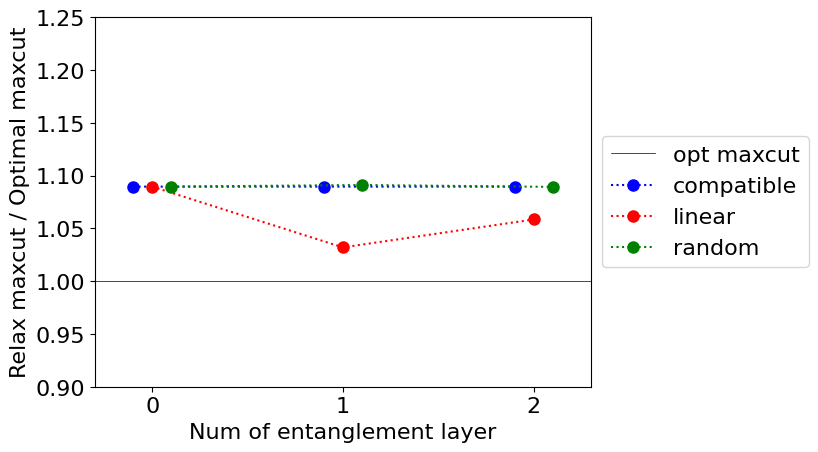 Relax maxcut / Optimal maxcut
1.25
1.20
1.15
1.10
1.05
1.00
0.95
0.90
0 1 2
Num of entanglement layer
opt maxcut
compatible
linear
random